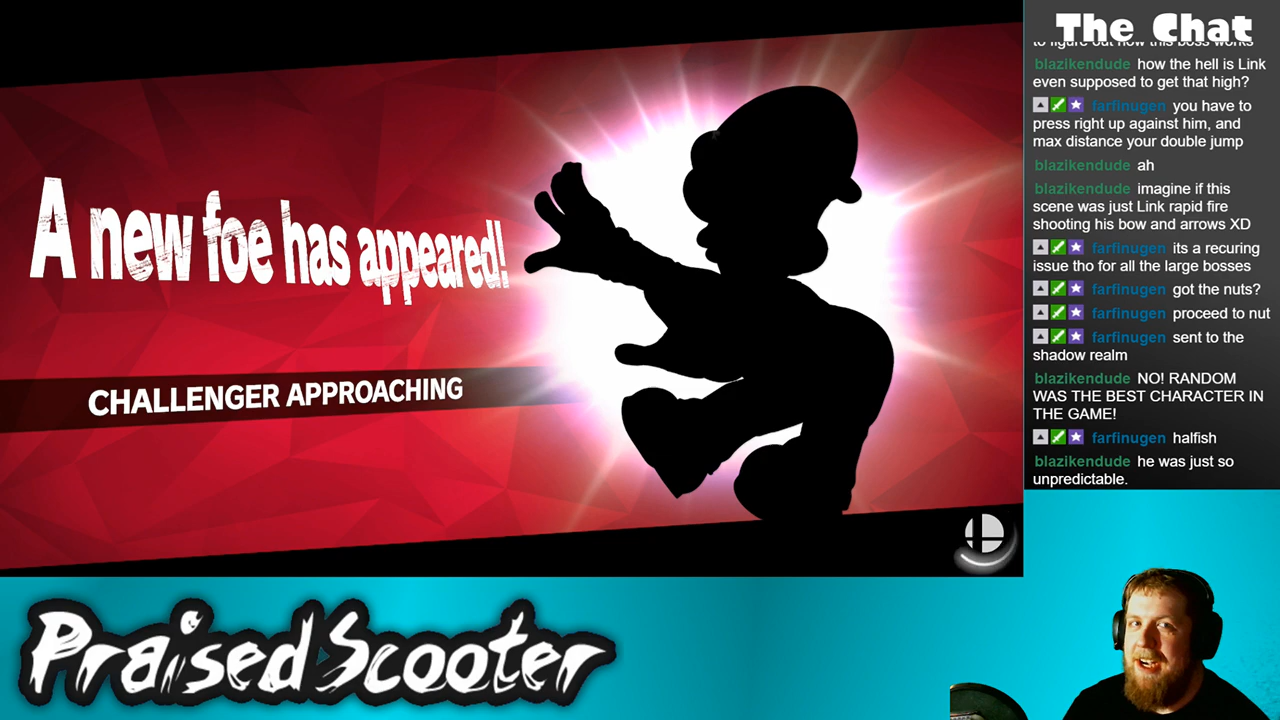 A new foe has appeared!
CHALLENGER APPROACHING
The Chat
to figure out how this boss works
blazikendude how the hell is Link
even supposed to get that high?
farfinugen you have to
press right up against him, and
max distance your double jump
blazikendude ah
blazikendude imagine if this
scene was just Link rapid fire
shooting his bow and arrows XD
farfinugen its a recuring
issue tho for all the large bosses
farfinugen got the nuts?
farfinugen proceed to nut
farfinugen sent to the
shadow realm
blazikendude NO! RANDOM
WAS THE BEST CHARACTER IN
THE GAME!
farfinugen halfish
blazikendude he was just so
unpredictable.
PraisedScooter